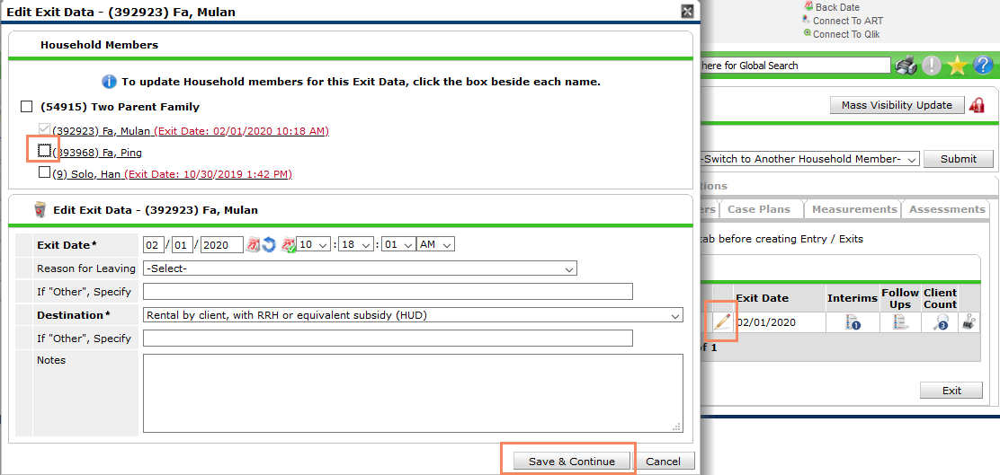 Edit Exit Data - (392923) Fa, Mulan
Household Members
To update Household members for this Exit Data, click the box beside each name.
(54915) Two Parent Family
(392923) Fa, Mulan (Exit Date: 02/01/2020 10:18 AM)
(393968) Fa, Ping
(9) Solo, Han (Exit Date: 10/30/2019 1:42 PM)
Edit Exit Data - (392923) Fa, Mulan
Exit Date* 02 / 01 / 2020 10 : 18 : 01 AM
Reason for Leaving -Select-
If "Other", Specify
Destination* Rental by client, with RRH or equivalent subsidy (HUD)
If "Other", Specify
Notes
Save & Continue Cancel
Back Date
Connect To ART
Connect To Qlik
here for Global Search
Mass Visibility Update
-Switch to Another Household Member- Submit
tions
ers Case Plans Measurements Assessments
tab before creating Entry / Exits
Exit Date Interims Follow Ups Client Count
02/01/2020 1 3
of 1
Exit